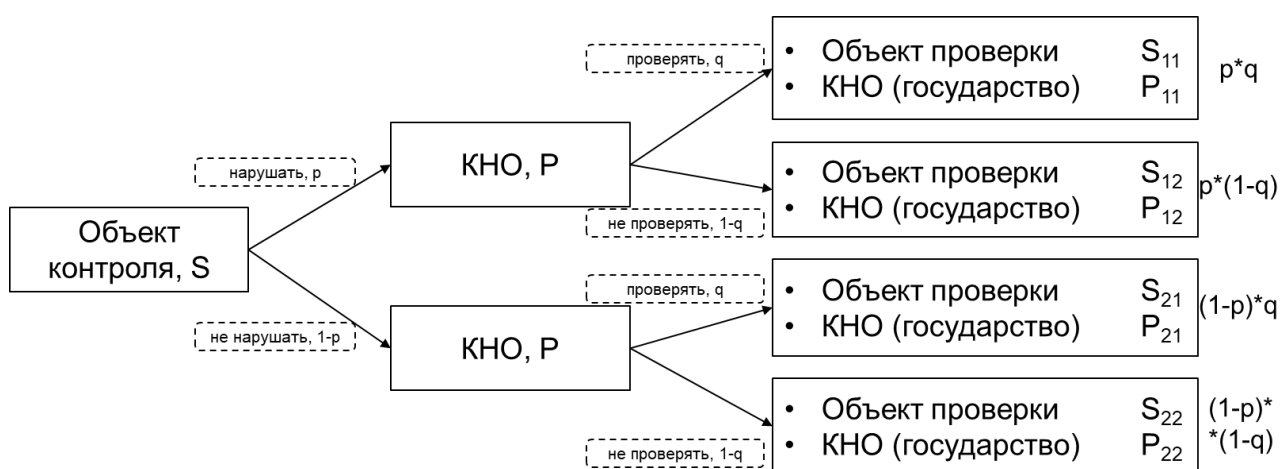 проверять, q
• Объект проверки S₁₁
• КНО (государство) P₁₁
p*q
нарушать, p
КНО, P
не проверять, 1-q
• Объект проверки S₁₂
• КНО (государство) P₁₂
p*(1-q)
Объект
контроля, S
не нарушать, 1-p
КНО, P
проверять, q
• Объект проверки S₂₁
• КНО (государство) P₂₁
(1-p)*q
не проверять, 1-q
• Объект проверки S₂₂
• КНО (государство) P₂₂
(1-p)*
*(1-q)